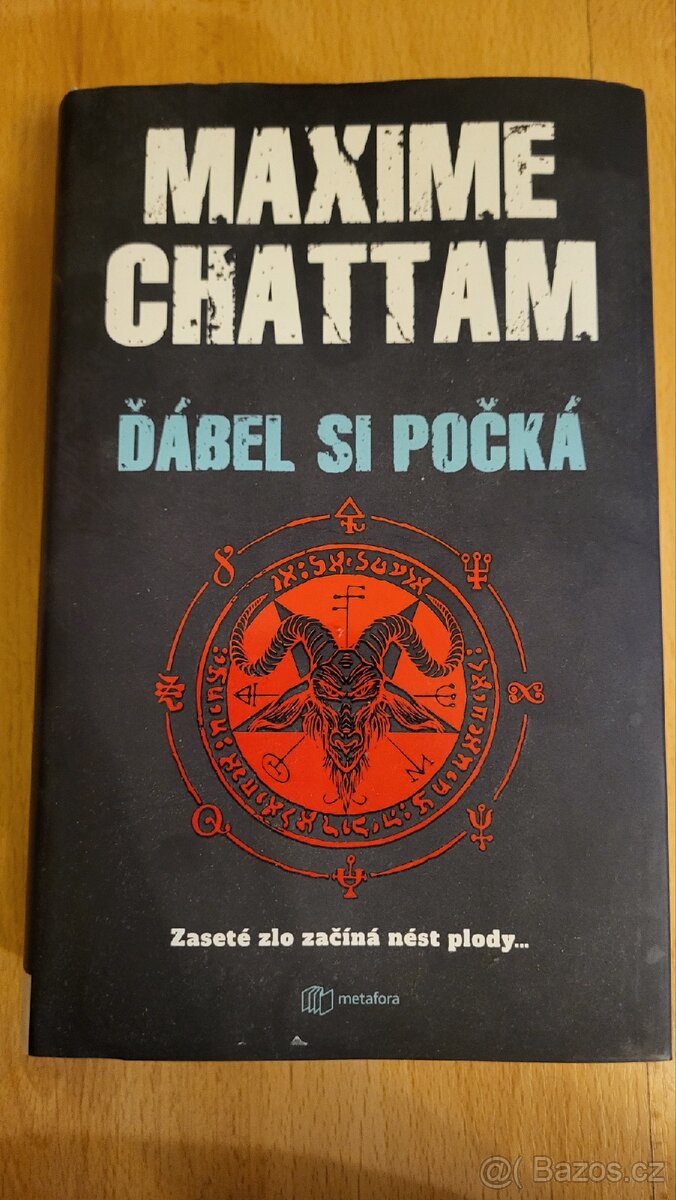 MAXIME
CHATTAM
ĎÁBEL SI POČKÁ
Zaseté zlo začíná nést plody...
metafora
Bazos.cz